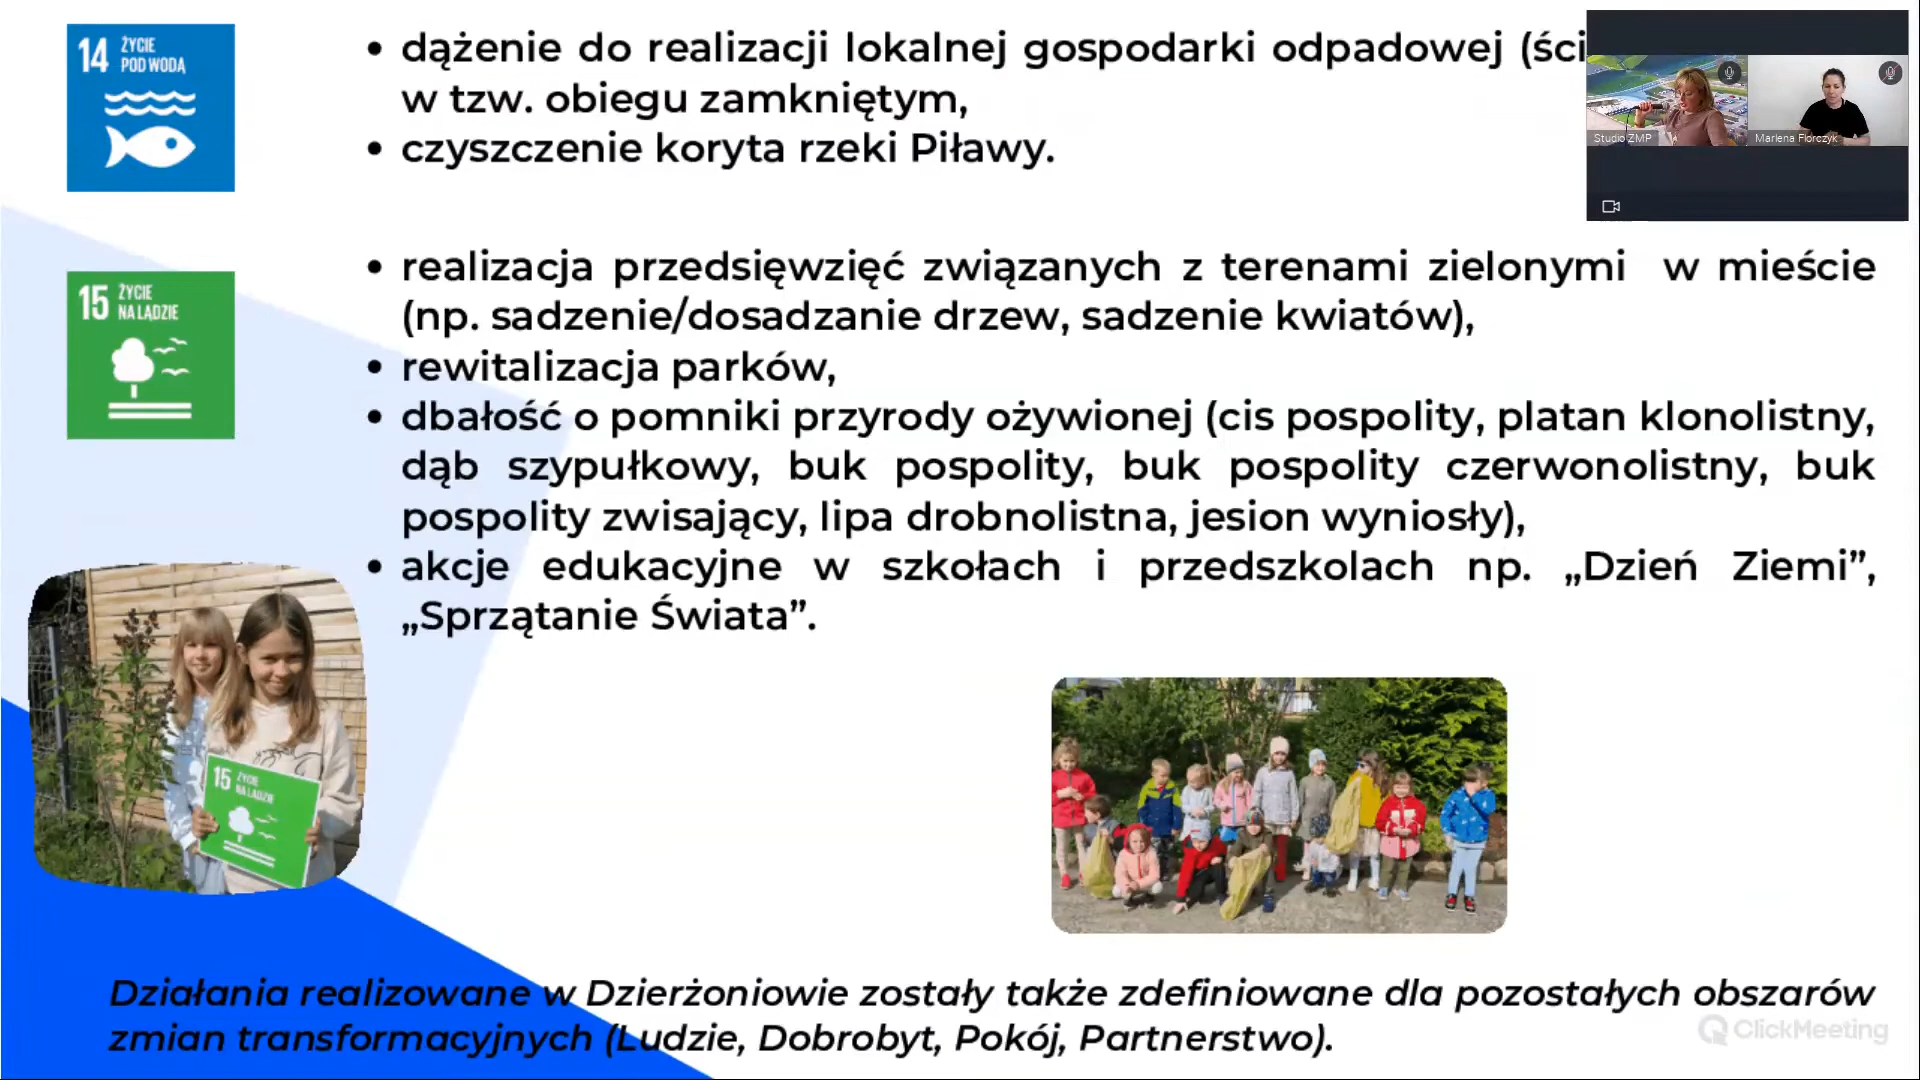 14 ŻYCIE
POD WODĄ
• dążenie do realizacji lokalnej gospodarki odpadowej
w tzw. obiegu zamkniętym,
• czyszczenie koryta rzeki Piławy.
Studio ZMP
Marlena Florczyk
15 ŻYCIE
NA LĄDZIE
• realizacja przedsięwzięć związanych z terenami zielonymi w mieście
(np. sadzenie/dosadzanie drzew, sadzenie kwiatów),
• rewitalizacja parków,
• dbałość o pomniki przyrody ożywionej (cis pospolity, platan klonolistny,
dąb szypułkowy, buk pospolity, buk pospolity czerwonolistny, buk
pospolity zwisający, lipa drobnolistna, jesion wyniosły),
• akcje edukacyjne w szkołach i przedszkolach np. „Dzień Ziemi”,
„Sprzątanie Świata”.
15 ŻYCIE
NA LĄDZIE
Działania realizowane w Dzierżoniowie zostały także zdefiniowane dla pozostałych obszarów
zmian transformacyjnych (Ludzie, Dobrobyt, Pokój, Partnerstwo).
ClickMeeting